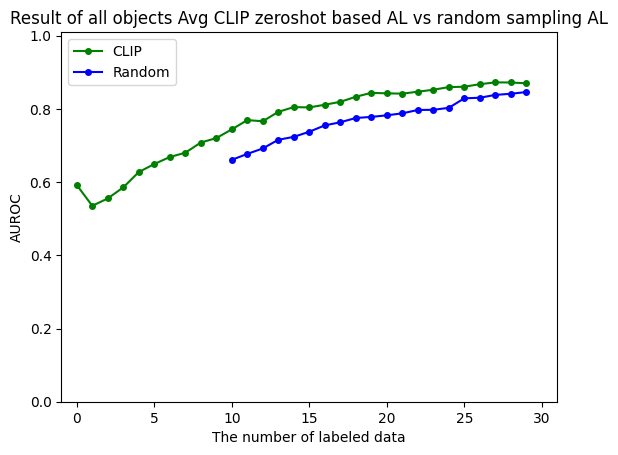 Result of all objects Avg CLIP zeroshot based AL vs random sampling AL
CLIP
Random
1.0
0.8
0.6
0.4
0.2
0.0
AUROC
0 5 10 15 20 25 30
The number of labeled data